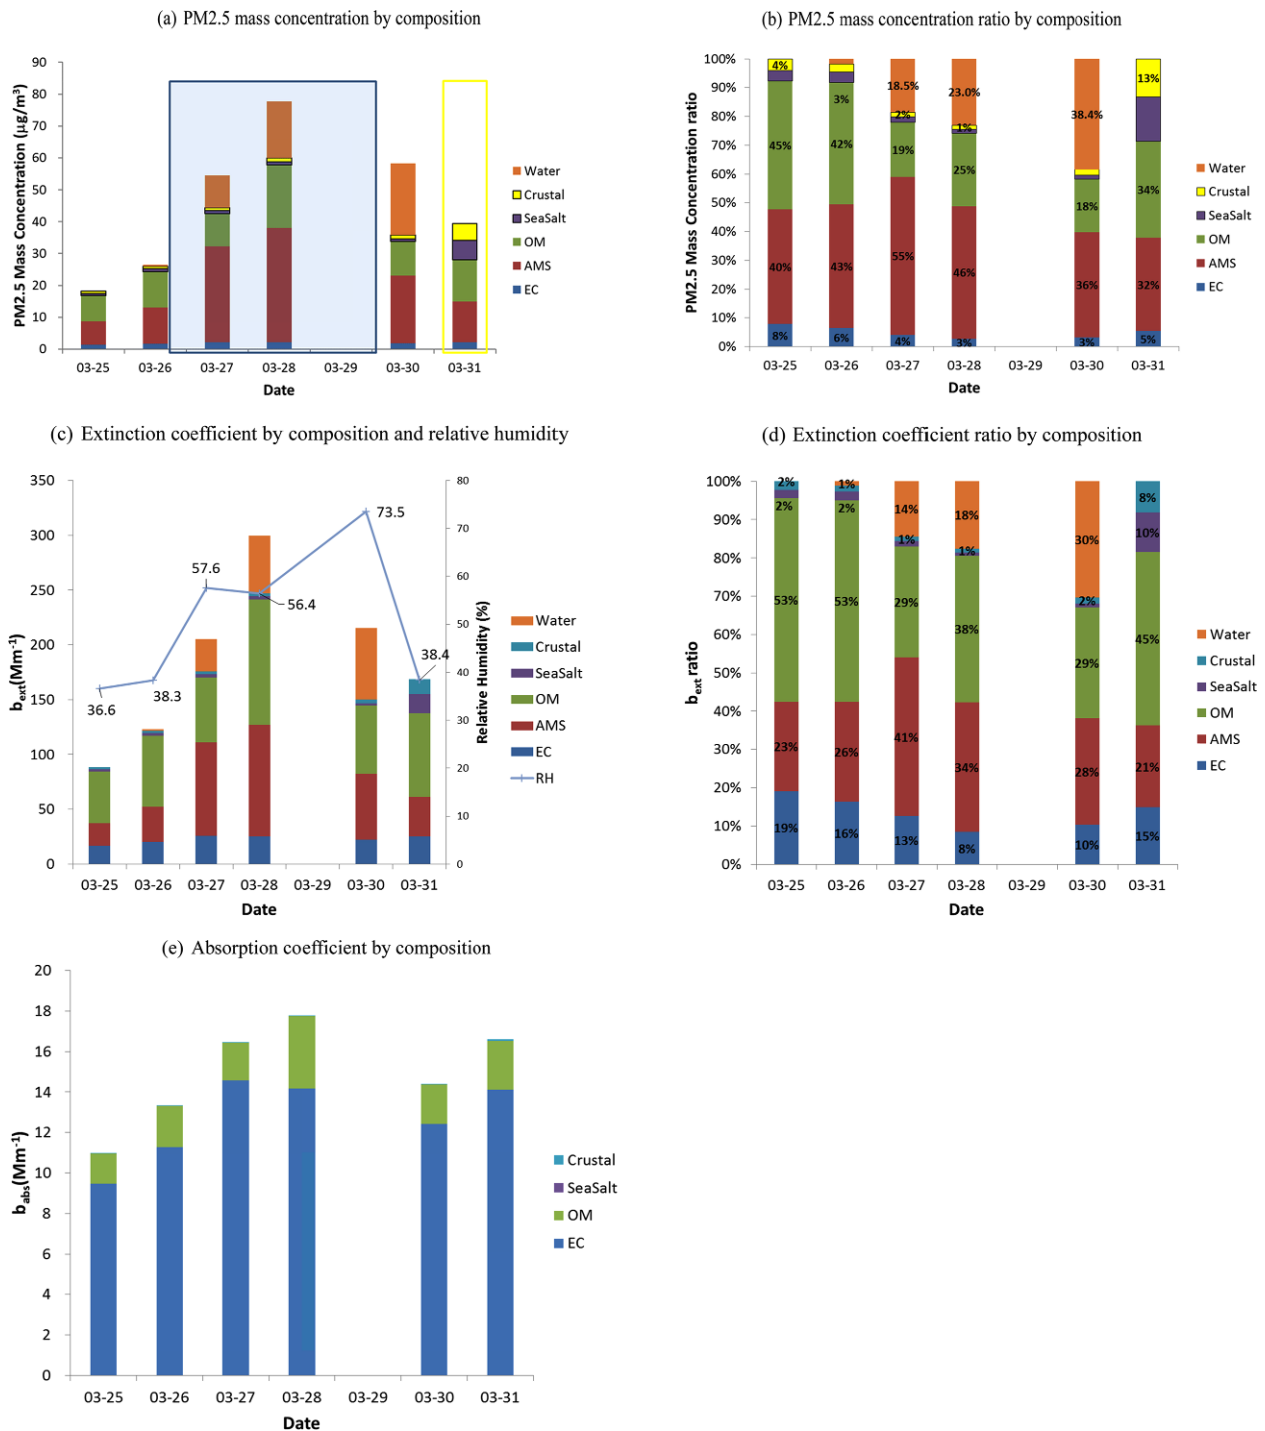 (a) PM2.5 mass concentration by composition
PM2.5 Mass Concentration (µg/m³)
90
80
70
60
50
40
30
20
10
0
03-25 03-26 03-27 03-28 03-29 03-30 03-31
Date
Water
Crustal
SeaSalt
OM
AMS
EC
(b) PM2.5 mass concentration ratio by composition
PM2.5 Mass Concentration ratio
100%
90%
80%
70%
60%
50%
40%
30%
20%
10%
0%
4% 13%
3% 18.5% 2% 23.0% 1% 38.4%
45% 42% 19% 25% 18% 34%
40% 43% 55% 46% 36% 32%
8% 6% 4% 3% 3% 5%
03-25 03-26 03-27 03-28 03-29 03-30 03-31
Date
Water
Crustal
SeaSalt
OM
AMS
EC
(c) Extinction coefficient by composition and relative humidity
bext(Mm⁻¹)
350
300
250
200
150
100
50
0
36.6 38.3 57.6 56.4 73.5 38.4
80
70
60
50
40
30
20
10
0
Relative Humidity (%)
03-25 03-26 03-27 03-28 03-29 03-30 03-31
Date
Water
Crustal
SeaSalt
OM
AMS
EC
RH
(d) Extinction coefficient ratio by composition
bext ratio
100%
90%
80%
70%
60%
50%
40%
30%
20%
10%
0%
2% 1% 14% 18% 30% 8%
2% 2% 1% 1% 2% 10%
53% 53% 29% 38% 29% 45%
23% 26% 41% 34% 28% 21%
19% 16% 13% 8% 10% 15%
03-25 03-26 03-27 03-28 03-29 03-30 03-31
Date
Water
Crustal
SeaSalt
OM
AMS
EC
(e) Absorption coefficient by composition
babs(Mm⁻¹)
20
18
16
14
12
10
8
6
4
2
0
03-25 03-26 03-27 03-28 03-29 03-30 03-31
Date
Crustal
SeaSalt
OM
EC